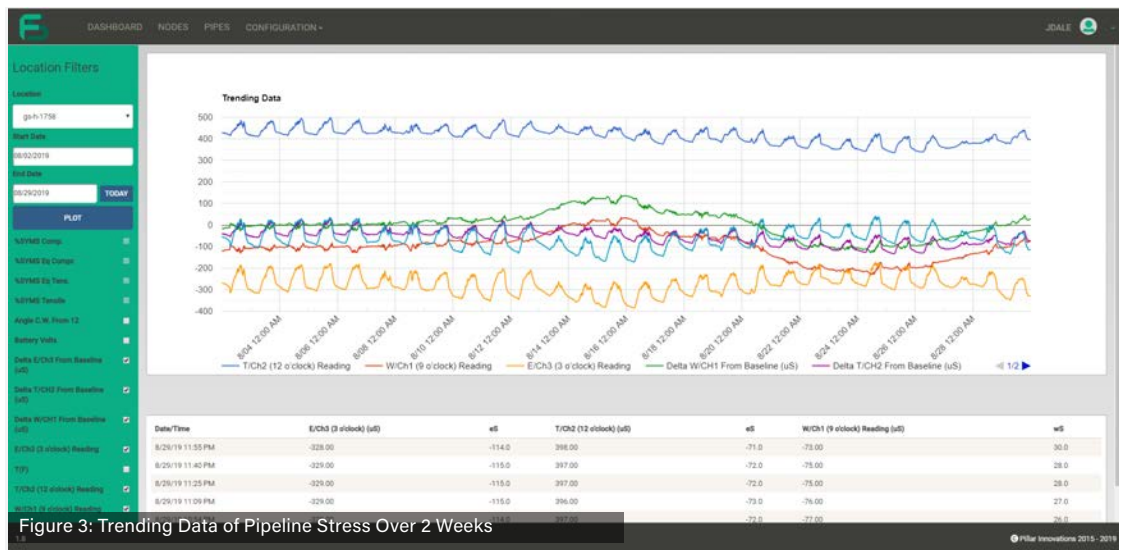 DASHBOARD NODES PIPES CONFIGURATION
JDALE
Location Filters
Location
gs-h-1758
Start Date
08/02/2019
End Date
08/29/2019
TODAY
PLOT
%SYMS Comp.
%SYMS Eq Comps
%SYMS Eq Tens.
%SYMS Tensile
Angle C.W. From 12
Battery Volts
Delta E/Ch3 From Baseline
(uS)
Delta T/CH2 From Baseline
(uS)
Delta W/CH1 From Baseline
(uS)
E/Ch3 (3 o'clock) Reading
T(F)
T/Ch2 (12 o'clock) Reading
W/Ch1 (9 o'clock) Reading
Trending Data
500
400
300
200
100
0
-100
-200
-300
-400
8/04 12:00 AM
8/06 12:00 AM
8/08 12:00 AM
8/10 12:00 AM
8/12 12:00 AM
8/14 12:00 AM
8/16 12:00 AM
8/18 12:00 AM
8/20 12:00 AM
8/22 12:00 AM
8/24 12:00 AM
8/26 12:00 AM
8/28 12:00 AM
T/Ch2 (12 o'clock) Reading W/Ch1 (9 o'clock) Reading E/Ch3 (3 o'clock) Reading Delta W/CH1 From Baseline (uS) Delta T/CH2 From Baseline (uS) 1/2
Date/Time E/Ch3 (3 o'clock) (uS) eS T/Ch2 (12 o'clock) (uS) eS W/Ch1 (9 o'clock) Reading (uS) wS
8/29/19 11:55 PM -328.00 -114.0 398.00 -71.0 -73.00 30.0
8/29/19 11:40 PM -329.00 -115.0 397.00 -72.0 -75.00 28.0
8/29/19 11:25 PM -329.00 -115.0 397.00 -72.0 -75.00 28.0
8/29/19 11:09 PM -329.00 -115.0 396.00 -73.0 -76.00 27.0
-72.0 -77.00 26.0
Figure 3: Trending Data of Pipeline Stress Over 2 Weeks
1.8
© Pillar Innovations 2015 - 2019